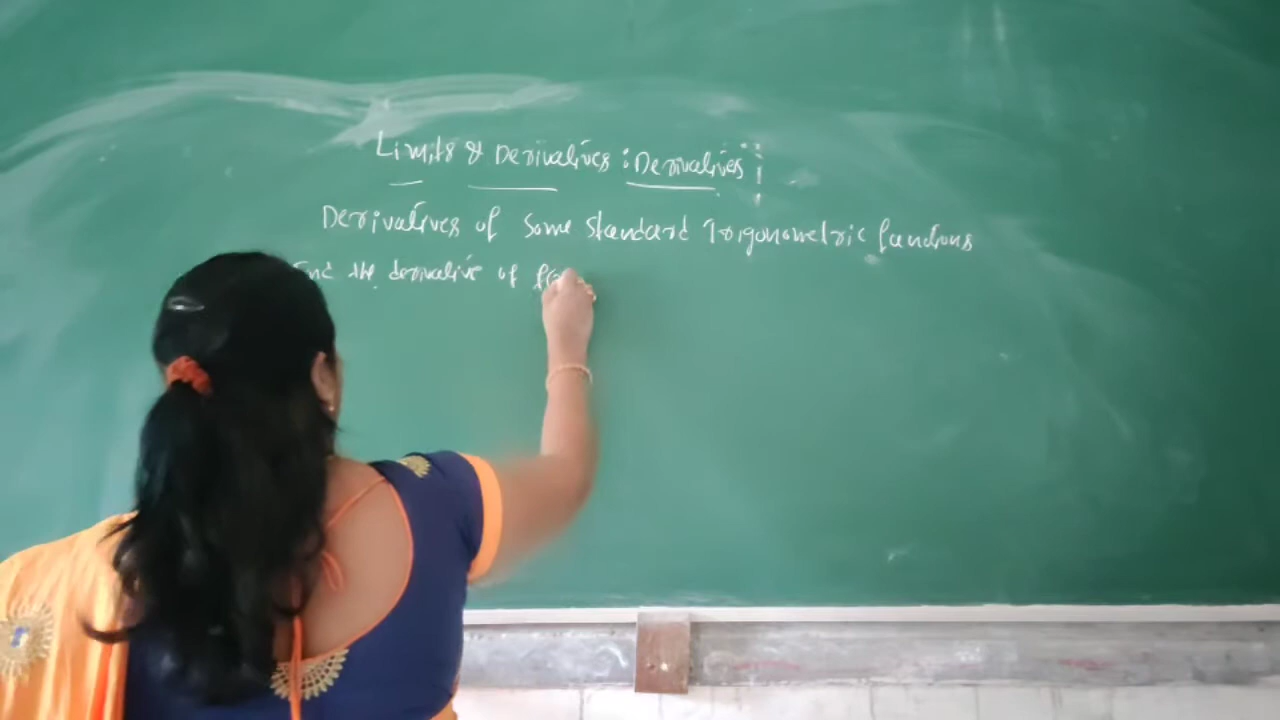 Limits & Derivatives : Derivatives :
Derivatives of Some standard Trigonometric functions
the derivative of f(